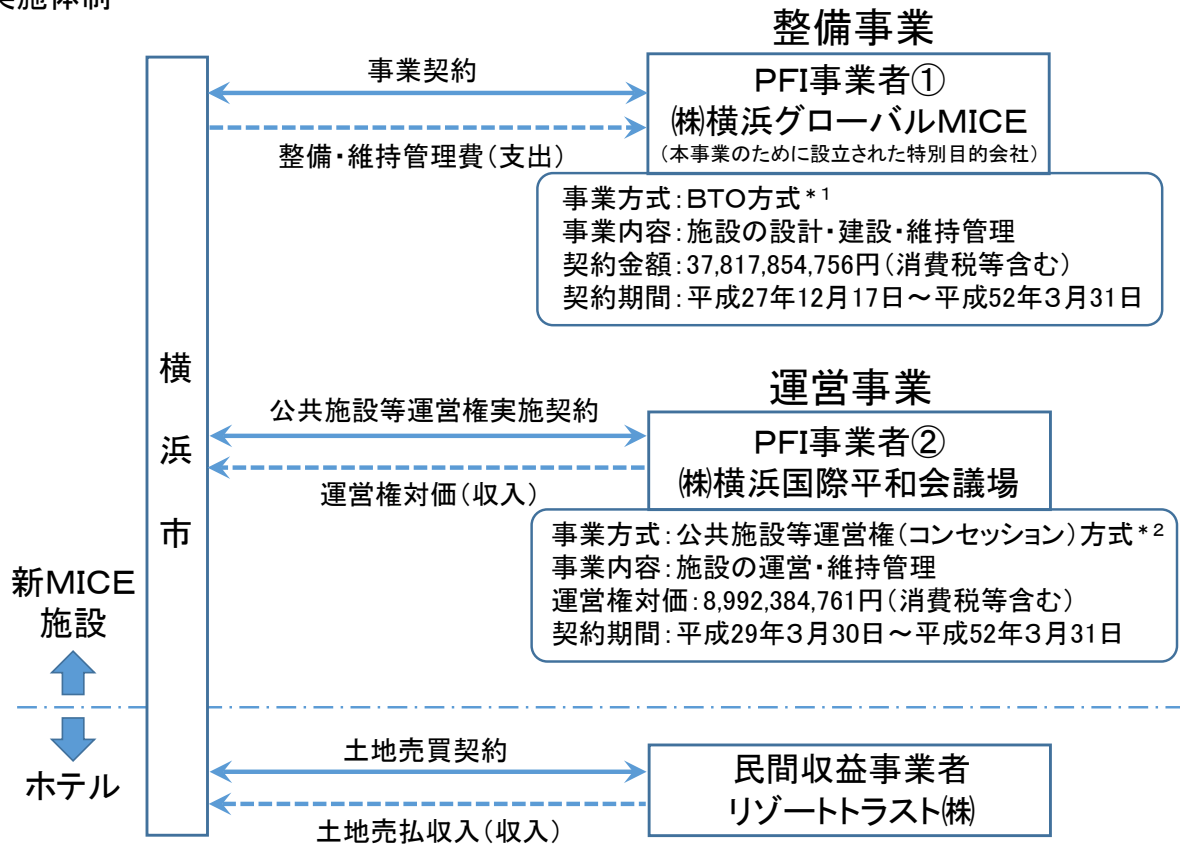 実施体制
整備事業
事業契約
整備・維持管理費（支出）
PFI事業者①
㈱横浜グローバルMICE
（本事業のために設立された特別目的会社）
事業方式：ＢＴＯ方式＊１
事業内容：施設の設計・建設・維持管理
契約金額：37,817,854,756円（消費税等含む）
契約期間：平成27年12月17日～平成52年３月31日
横浜市
運営事業
公共施設等運営権実施契約
運営権対価（収入）
PFI事業者②
㈱横浜国際平和会議場
事業方式：公共施設等運営権（コンセッション）方式＊２
事業内容：施設の運営・維持管理
運営権対価：8,992,384,761円（消費税等含む）
契約期間：平成29年３月30日～平成52年３月31日
新MICE
施設
ホテル
土地売買契約
土地売払収入（収入）
民間収益事業者
リゾートトラスト㈱